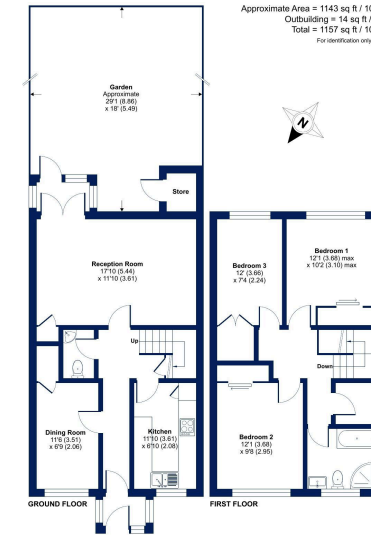 Approximate Area = 1143 sq ft / 10
Outbuilding = 14 sq ft /
Total = 1157 sq ft / 10
For identification only
Garden
Approximate
29'1 (8.86)
x 18' (5.49)
N
Store
Reception Room
17'10 (5.44)
x 11'10 (3.61)
Bedroom 3
12' (3.66)
x 7'4 (2.24)
Bedroom 1
12'1 (3.68) max
x 10'2 (3.10) max
Up
Down
Dining Room
11'6 (3.51)
x 6'9 (2.06)
Kitchen
11'10 (3.61)
x 6'10 (2.08)
Bedroom 2
12'1 (3.68)
x 9'8 (2.95)
GROUND FLOOR
FIRST FLOOR